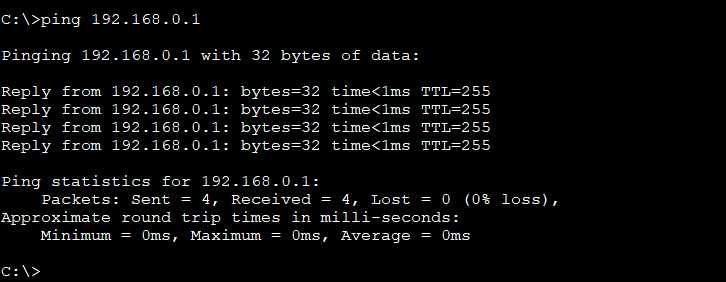 C:\>ping 192.168.0.1
Pinging 192.168.0.1 with 32 bytes of data:
Reply from 192.168.0.1: bytes=32 time<1ms TTL=255
Reply from 192.168.0.1: bytes=32 time<1ms TTL=255
Reply from 192.168.0.1: bytes=32 time<1ms TTL=255
Reply from 192.168.0.1: bytes=32 time<1ms TTL=255
Ping statistics for 192.168.0.1:
    Packets: Sent = 4, Received = 4, Lost = 0 (0% loss),
Approximate round trip times in milli-seconds:
    Minimum = 0ms, Maximum = 0ms, Average = 0ms
C:\>